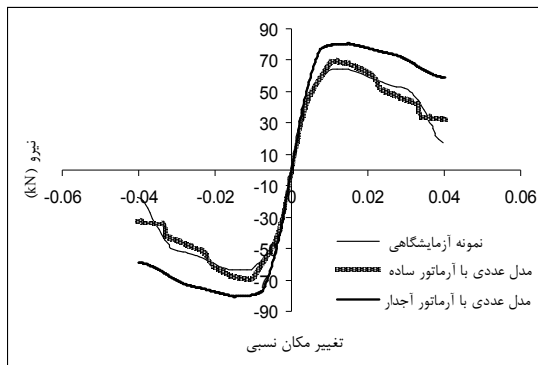 90
70
50
30
10
-10
-30
-50
-70
-90
-0.06 -0.04 -0.02 0 0.02 0.04 0.06
نیرو (kN)
نمونه آزمایشگاهی
مدل عددی با آرماتور ساده
مدل عددی با آرماتور آجدار
تغییر مکان نسبی